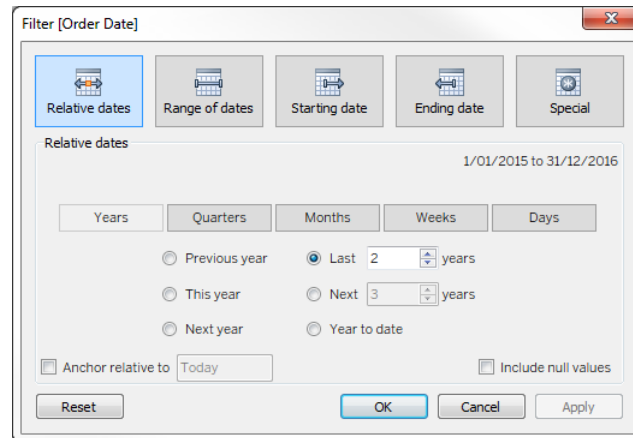 Filter [Order Date]
Relative dates
Range of dates
Starting date
Ending date
Special
Relative dates
1/01/2015 to 31/12/2016
Years
Quarters
Months
Weeks
Days
Previous year
Last 2 years
This year
Next 3 years
Next year
Year to date
Anchor relative to Today
Include null values
Reset
OK
Cancel
Apply